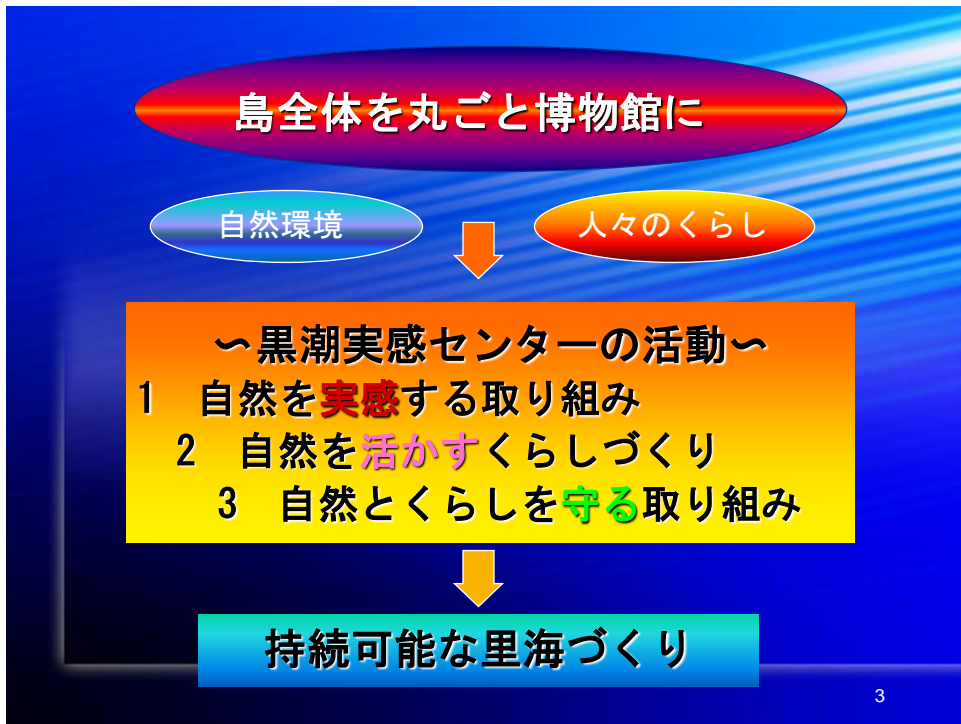 島全体を丸ごと博物館に
自然環境
人々のくらし
～黒潮実感センターの活動～
1　自然を実感する取り組み
2　自然を活かすくらしづくり
3　自然とくらしを守る取り組み
持続可能な里海づくり
3